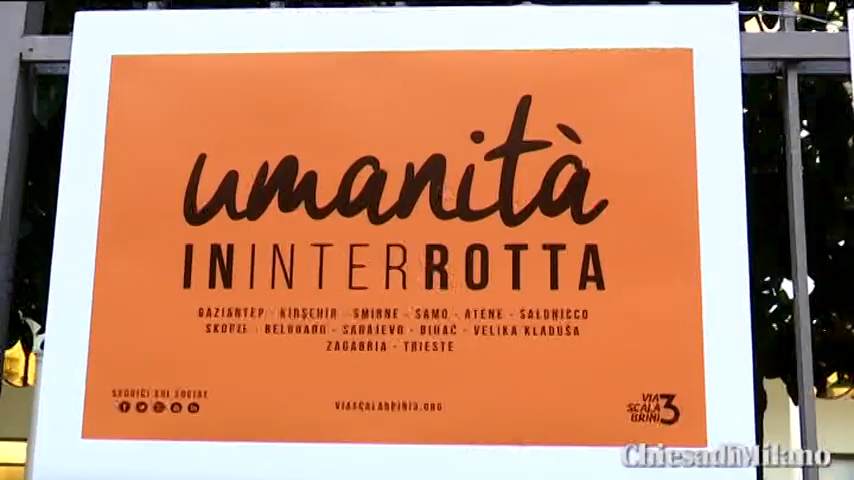 umanità
ININTERROTTA
GAZIANTEP - KIRŞEHIR - SMIRNE - SAMO - ATENE - SALONICCO
SKOPJE - BELGRADO - SARAJEVO - BIHAĆ - VELIKA KLADUŠA
ZAGABRIA - TRIESTE
SEGUICI SUI SOCIAL
VIASCALABRINI3.ORG
VIA
SCALA
BRINI
3
ChiesadiMilano